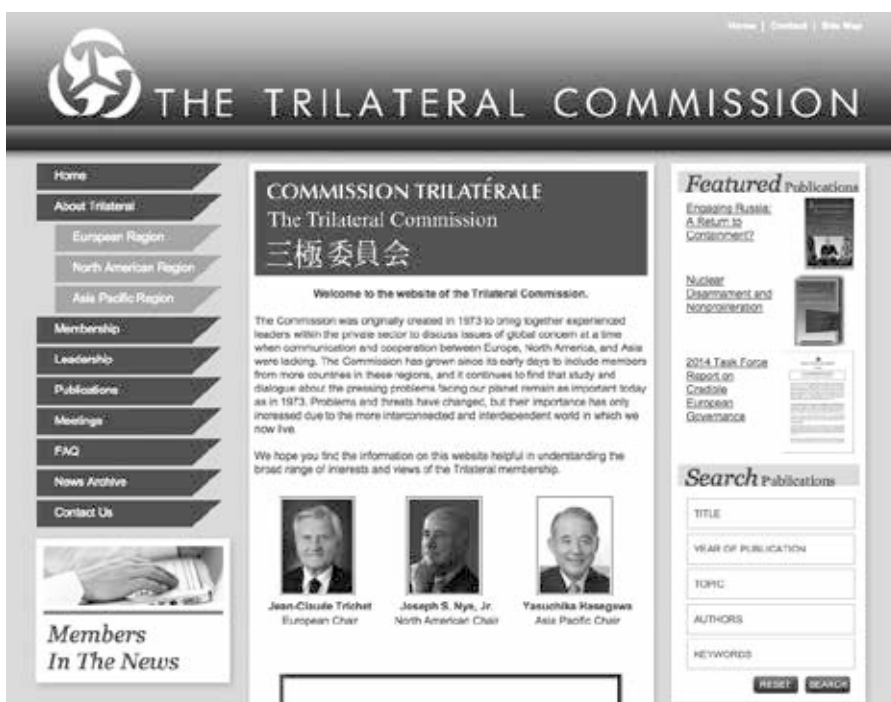 Home | Contact | Site Map
THE TRILATERAL COMMISSION
Home
About Trilateral
European Region
North American Region
Asia Pacific Region
Membership
Leadership
Publications
Meetings
FAQ
News Archive
Contact Us
Members
In The News
COMMISSION TRILATÉRALE
The Trilateral Commission
三極委員会
Welcome to the website of the Trilateral Commission.
The Commission was originally created in 1973 to bring together experienced
leaders within the private sector to discuss issues of global concern at a time
when communication and cooperation between Europe, North America, and Asia
were lacking. The Commission has grown since its early days to include members
from more countries in these regions, and it continues to find that study and
dialogue about the pressing problems facing our planet remain as important today
as in 1973. Problems and threats have changed, but their importance has only
increased due to the more interconnected and interdependent world in which we
now live.
We hope you find the information on this website helpful in understanding the
broad range of interests and views of the Trilateral membership.
Jean-Claude Trichet
European Chair
Joseph S. Nye, Jr.
North American Chair
Yasuchika Hasegawa
Asia Pacific Chair
Featured Publications
Engaging Russia:
A Return to
Containment?
Nuclear
Disarmament and
Nonproliferation
2014 Task Force
Report on
Credible
European
Governance
Search Publications
TITLE
YEAR OF PUBLICATION
TOPIC
AUTHORS
KEYWORDS
RESET SEARCH